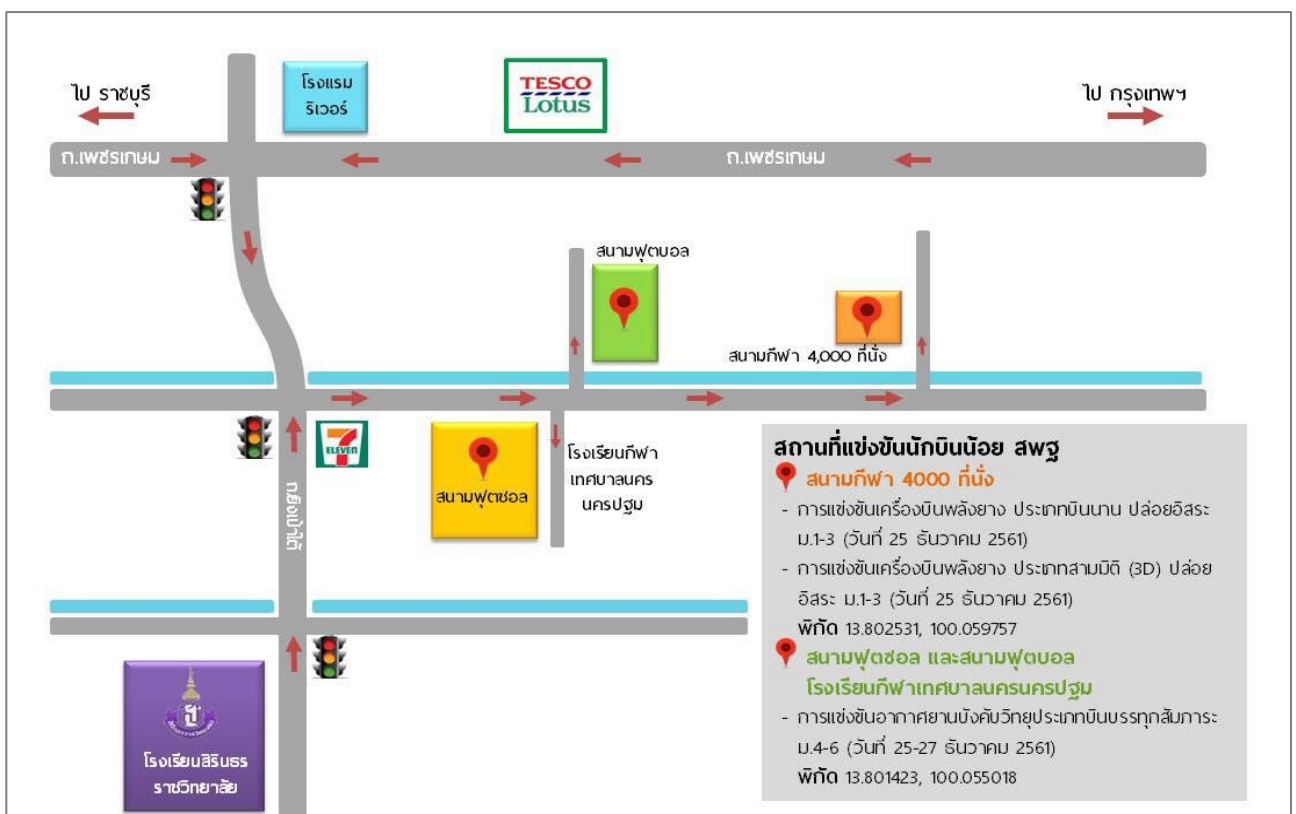 ไป ราชบุรี
โรงแรม
ริเวอร์
TESCO
Lotus
ไป กรุงเทพฯ
ถ.เพชรเกษม
ถ.เพชรเกษม
สนามฟุตบอล
สนามกีฬา 4,000 ที่นั่ง
7
ELEVEN
สนามฟุตซอล
โรงเรียนกีฬา
เทศบาลนคร
นครปฐม
ถ.ยิงเป้าใต้
สถานที่แข่งขันนักบินน้อย สพฐ
สนามกีฬา 4000 ที่นั่ง
- การแข่งขันเครื่องบินพลังยาง ประเภทบินนาน ปล่อยอิสระ
ม.1-3 (วันที่ 25 ธันวาคม 2561)
- การแข่งขันเครื่องบินพลังยาง ประเภทสามมิติ (3D) ปล่อย
อิสระ ม.1-3 (วันที่ 25 ธันวาคม 2561)
พิกัด 13.802531, 100.059757
สนามฟุตซอล และสนามฟุตบอล
โรงเรียนกีฬาเทศบาลนครนครปฐม
- การแข่งขันอากาศยานบังคับวิทยุประเภทบินบรรทุกสัมภาระ
ม.4-6 (วันที่ 25-27 ธันวาคม 2561)
พิกัด 13.801423, 100.055018
โรงเรียนสิรินธร
ราชวิทยาลัย